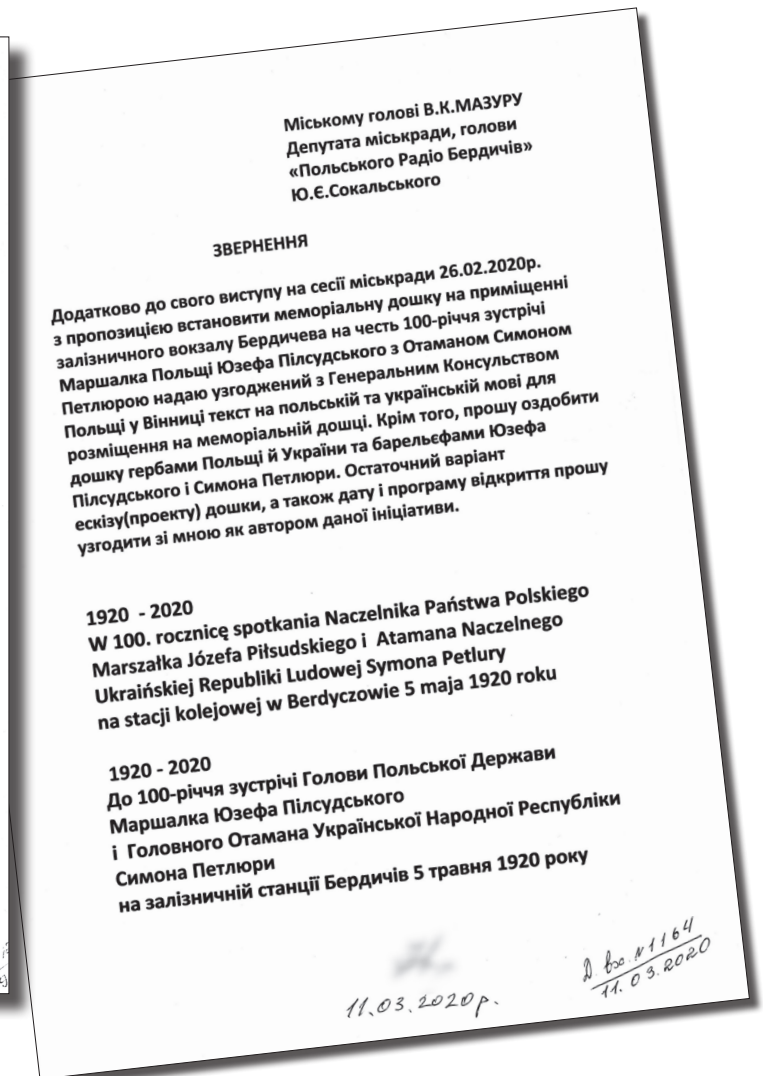 Міському голові В.К.МАЗУРУ
Депутата міськради, голови
«Польського Радіо Бердичів»
Ю.Є.Сокальського
ЗВЕРНЕННЯ
Додатково до свого виступу на сесії міськради 26.02.2020р.
з пропозицією встановити меморіальну дошку на приміщенні
залізничного вокзалу Бердичева на честь 100-річчя зустрічі
Маршалка Польщі Юзефа Пілсудського з Отаманом Симоном
Петлюрою надаю узгоджений з Генеральним Консульством
Польщі у Вінниці текст на польській та українській мові для
розміщення на меморіальній дошці. Крім того, прошу оздобити
дошку гербами Польщі й України та барельєфами Юзефа
Пілсудського і Симона Петлюри. Остаточний варіант
ескізу(проекту) дошки, а також дату і програму відкриття прошу
узгодити зі мною як автором даної ініціативи.
1920 - 2020
W 100. rocznicę spotkania Naczelnika Państwa Polskiego
Marszałka Józefa Piłsudskiego i Atamana Naczelnego
Ukraińskiej Republiki Ludowej Symona Petlury
na stacji kolejowej w Berdyczowie 5 maja 1920 roku
1920 - 2020
До 100-річчя зустрічі Голови Польської Держави
Маршалка Юзефа Пілсудського
і Головного Отамана Української Народної Республіки
Симона Петлюри
на залізничній станції Бердичів 5 травня 1920 року
11.03.2020р.
Д. вх. N1164
11.03.2020